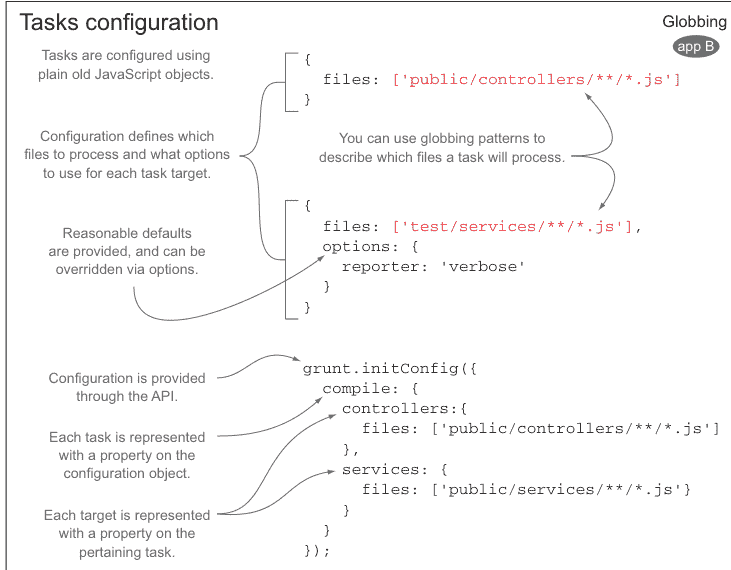 Tasks configuration
Globbing
app B
Tasks are configured using
plain old JavaScript objects.
{
files: ['public/controllers/**/*.js']
}
Configuration defines which
files to process and what options
to use for each task target.
You can use globbing patterns to
describe which files a task will process.
Reasonable defaults
are provided, and can be
overridden via options.
{
files: ['test/services/**/*.js'],
options: {
reporter: 'verbose'
}
}
Configuration is provided
through the API.
Each task is represented
with a property on the
configuration object.
Each target is represented
with a property on the
pertaining task.
grunt.initConfig({
compile: {
controllers:{
files: ['public/controllers/**/*.js']
},
services: {
files: ['public/services/**/*.js'}
}
}
});